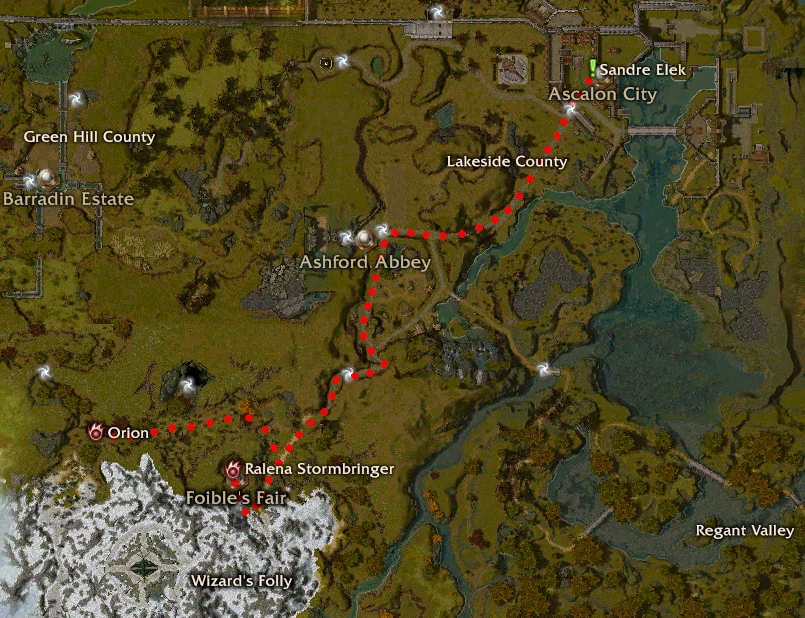 Sandre Elek
Ascalon City
Green Hill County
Lakeside County
Barradin Estate
Ashford Abbey
Orion
Ralena Stormbringer
Foible's Fair
Regant Valley
Wizard's Folly